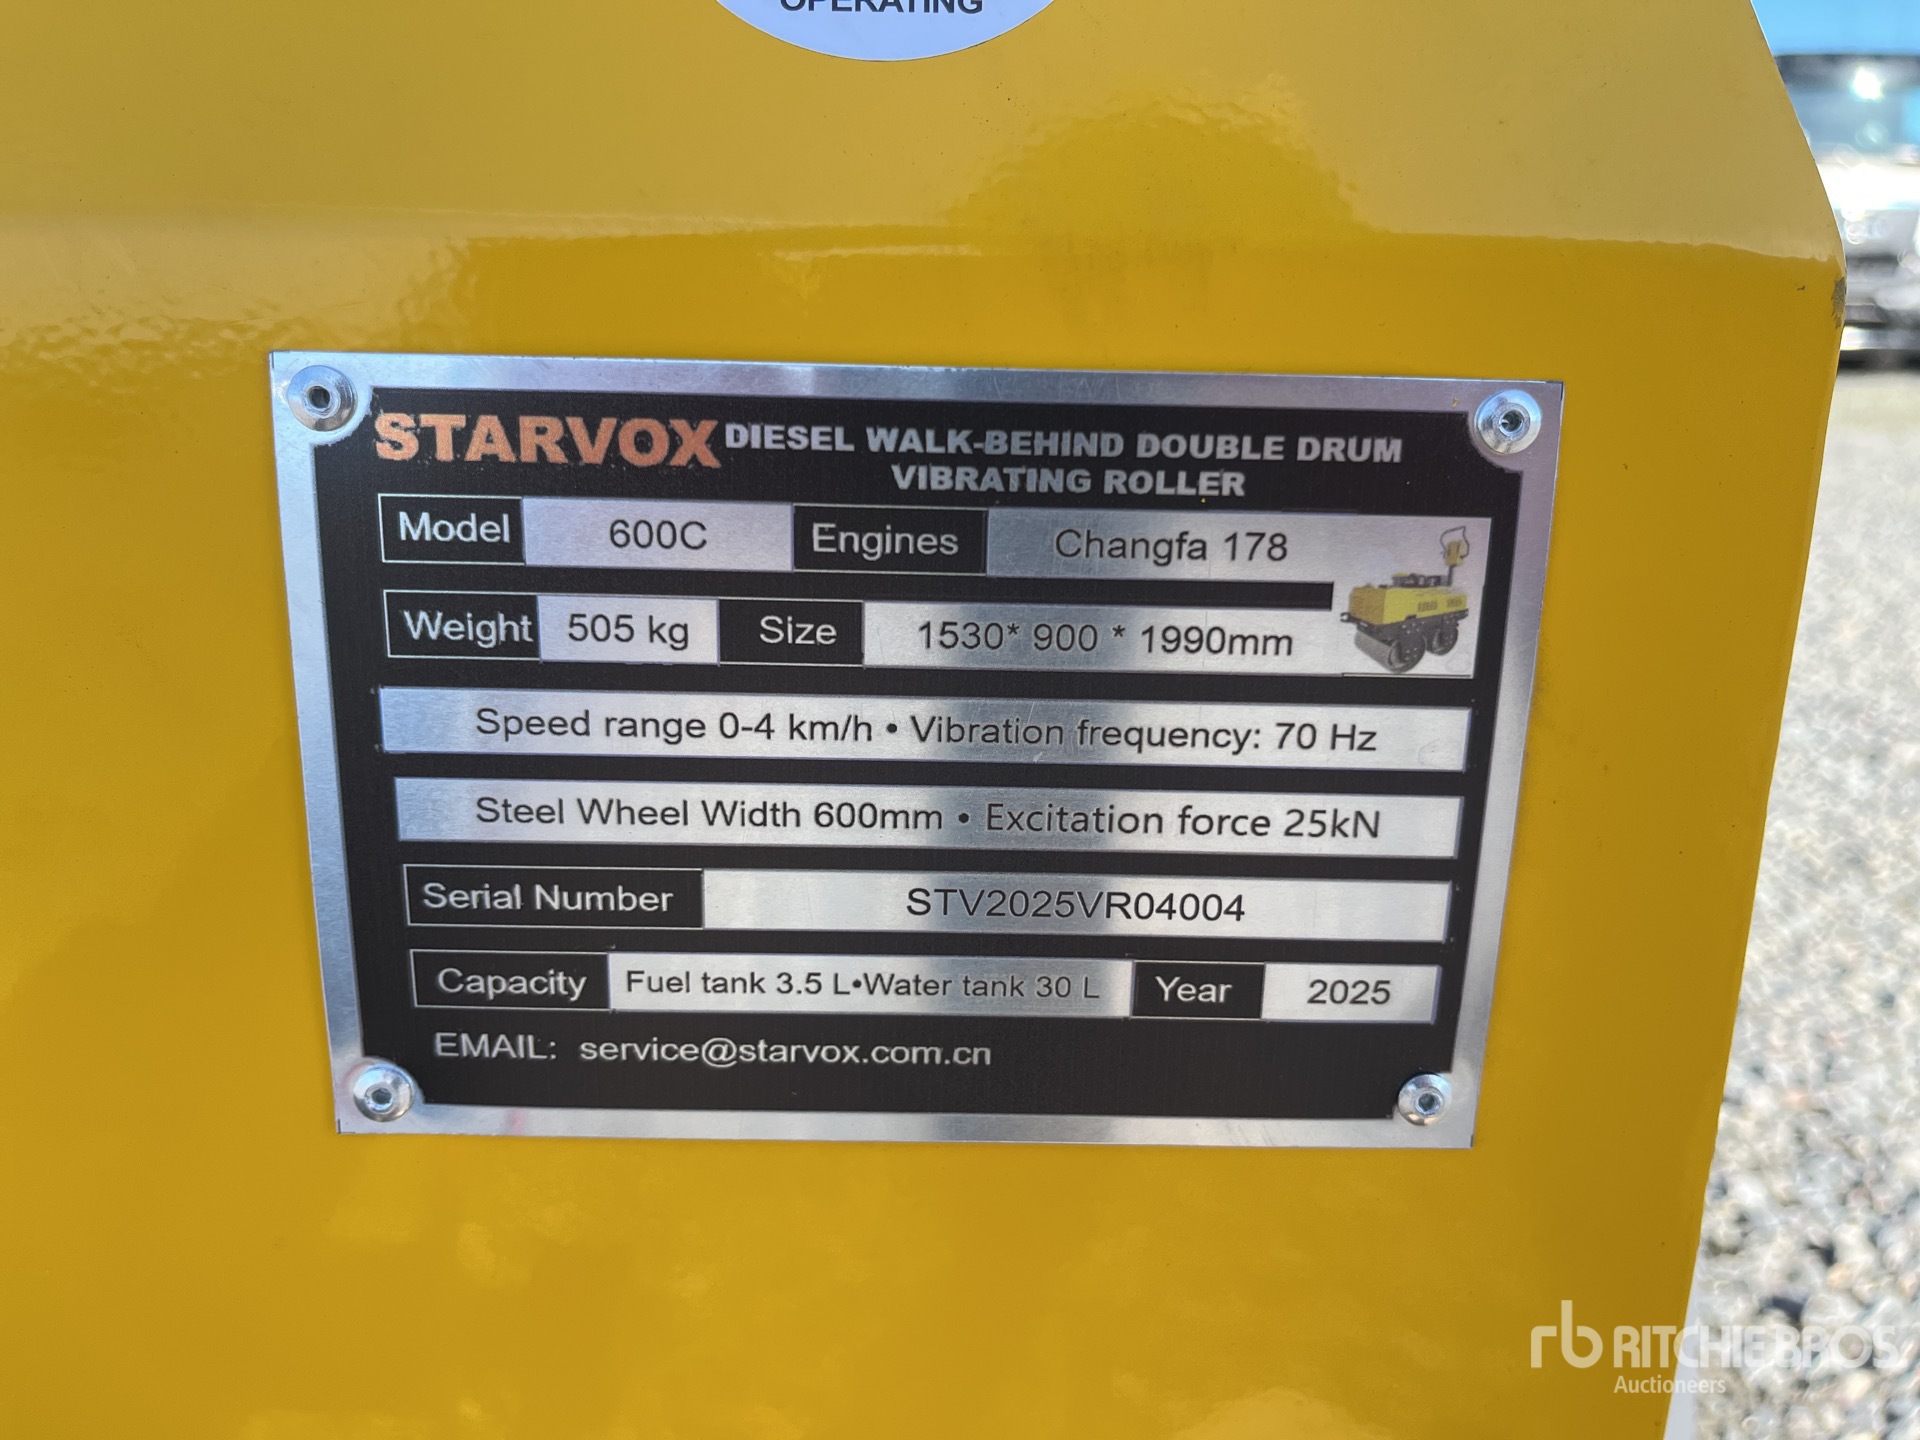 OPERATING
STARVOX DIESEL WALK-BEHIND DOUBLE DRUM
VIBRATING ROLLER
Model 600C Engines Changfa 178
Weight 505 kg Size 1530* 900 * 1990mm
Speed range 0-4 km/h • Vibration frequency: 70 Hz
Steel Wheel Width 600mm • Excitation force 25kN
Serial Number STV2025VR04004
Capacity Fuel tank 3.5 L•Water tank 30 L Year 2025
EMAIL: service@starvox.com.cn
rb RITCHIE BROS
Auctioneers